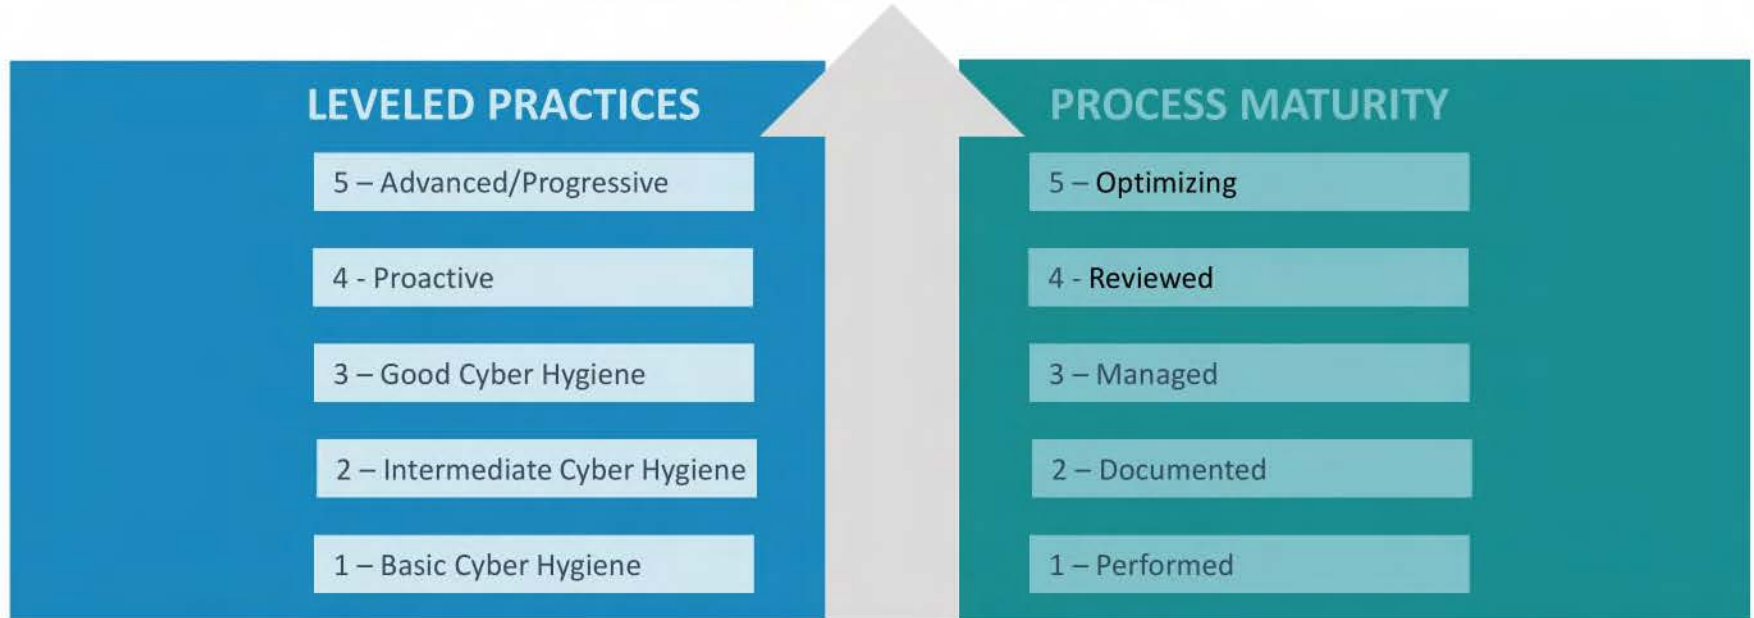 LEVELED PRACTICES
5 – Advanced/Progressive
4 - Proactive
3 – Good Cyber Hygiene
2 – Intermediate Cyber Hygiene
1 – Basic Cyber Hygiene
PROCESS MATURITY
5 – Optimizing
4 - Reviewed
3 – Managed
2 – Documented
1 – Performed